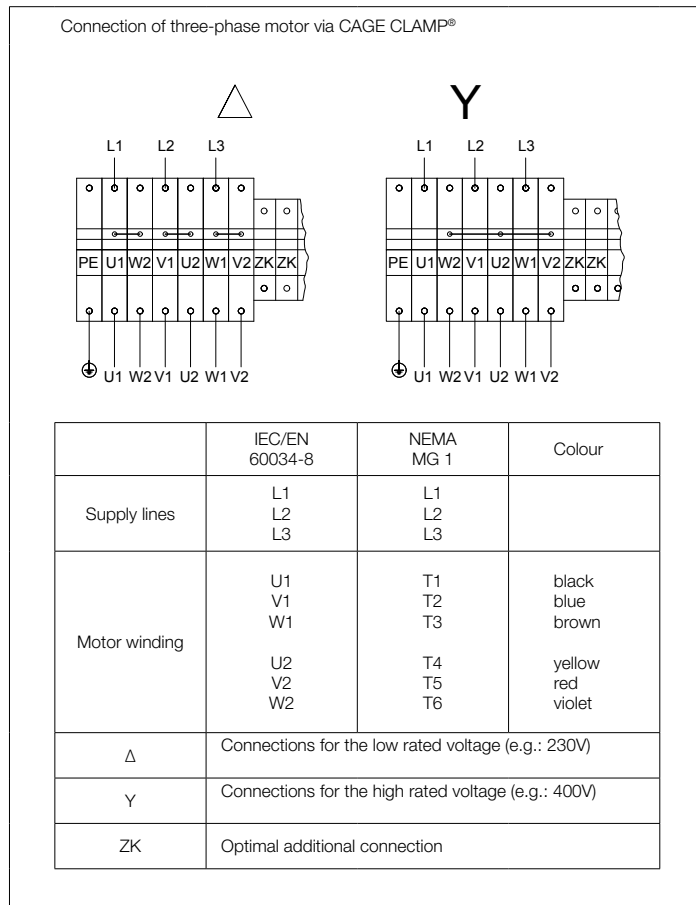 Connection of three-phase motor via CAGE CLAMP®
△ Y
L1 L2 L3 L1 L2 L3
PE U1 W2 V1 U2 W1 V2 ZK ZK PE U1 W2 V1 U2 W1 V2 ZK ZK
U1 W2 V1 U2 W1 V2 U1 W2 V1 U2 W1 V2
IEC/EN
60034-8
NEMA
MG 1
Colour
Supply lines
L1 L1
L2 L2
L3 L3
Motor winding
U1 T1 black
V1 T2 blue
W1 T3 brown
U2 T4 yellow
V2 T5 red
W2 T6 violet
Δ Connections for the low rated voltage (e.g.: 230V)
Y Connections for the high rated voltage (e.g.: 400V)
ZK Optimal additional connection